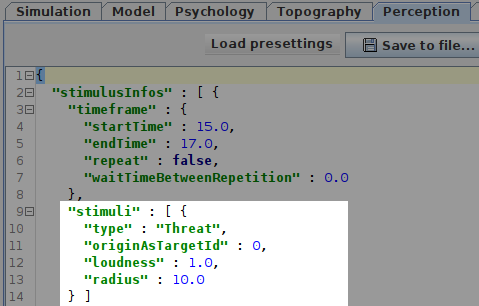 Simulation Model Psychology Topography Perception
Load presettings Save to file...
1 {
2 "stimulusInfos" : [ {
3 "timeframe" : {
4 "startTime" : 15.0,
5 "endTime" : 17.0,
6 "repeat" : false,
7 "waitTimeBetweenRepetition" : 0.0
8 },
9 "stimuli" : [ {
10 "type" : "Threat",
11 "originAsTargetId" : 0,
12 "loudness" : 1.0,
13 "radius" : 10.0
14 } ]